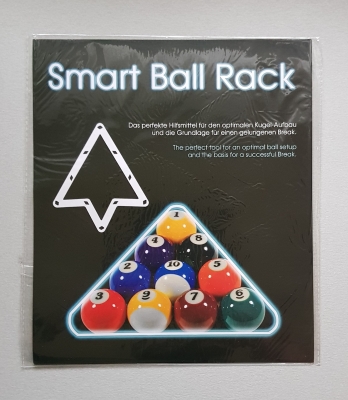 Smart Ball Rack
Das perfekte Hilfsmittel für den optimalen Kugel-Aufbau
und die Grundlage für einen gelungenen Break.
The perfect tool for an optimal ball setup
and the basis for a successful Break.
1
4 8
2 10 5
3 9 7 6